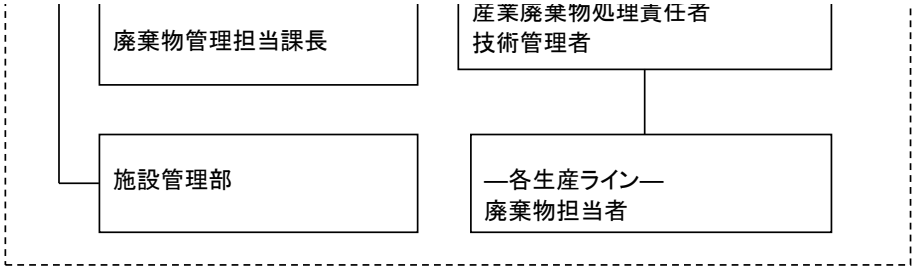 産業廃棄物処理責任者
廃棄物管理担当課長
技術管理者
施設管理部
―各生産ライン―
廃棄物担当者